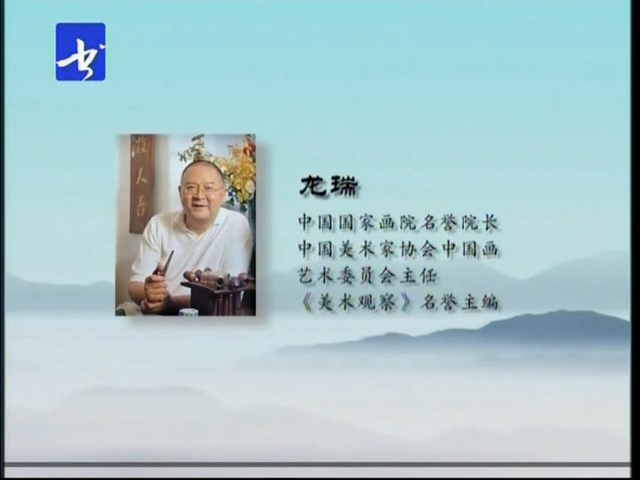 书
龙瑞
中国国家画院名誉院长
中国美术家协会中国画
艺术委员会主任
《美术观察》名誉主编